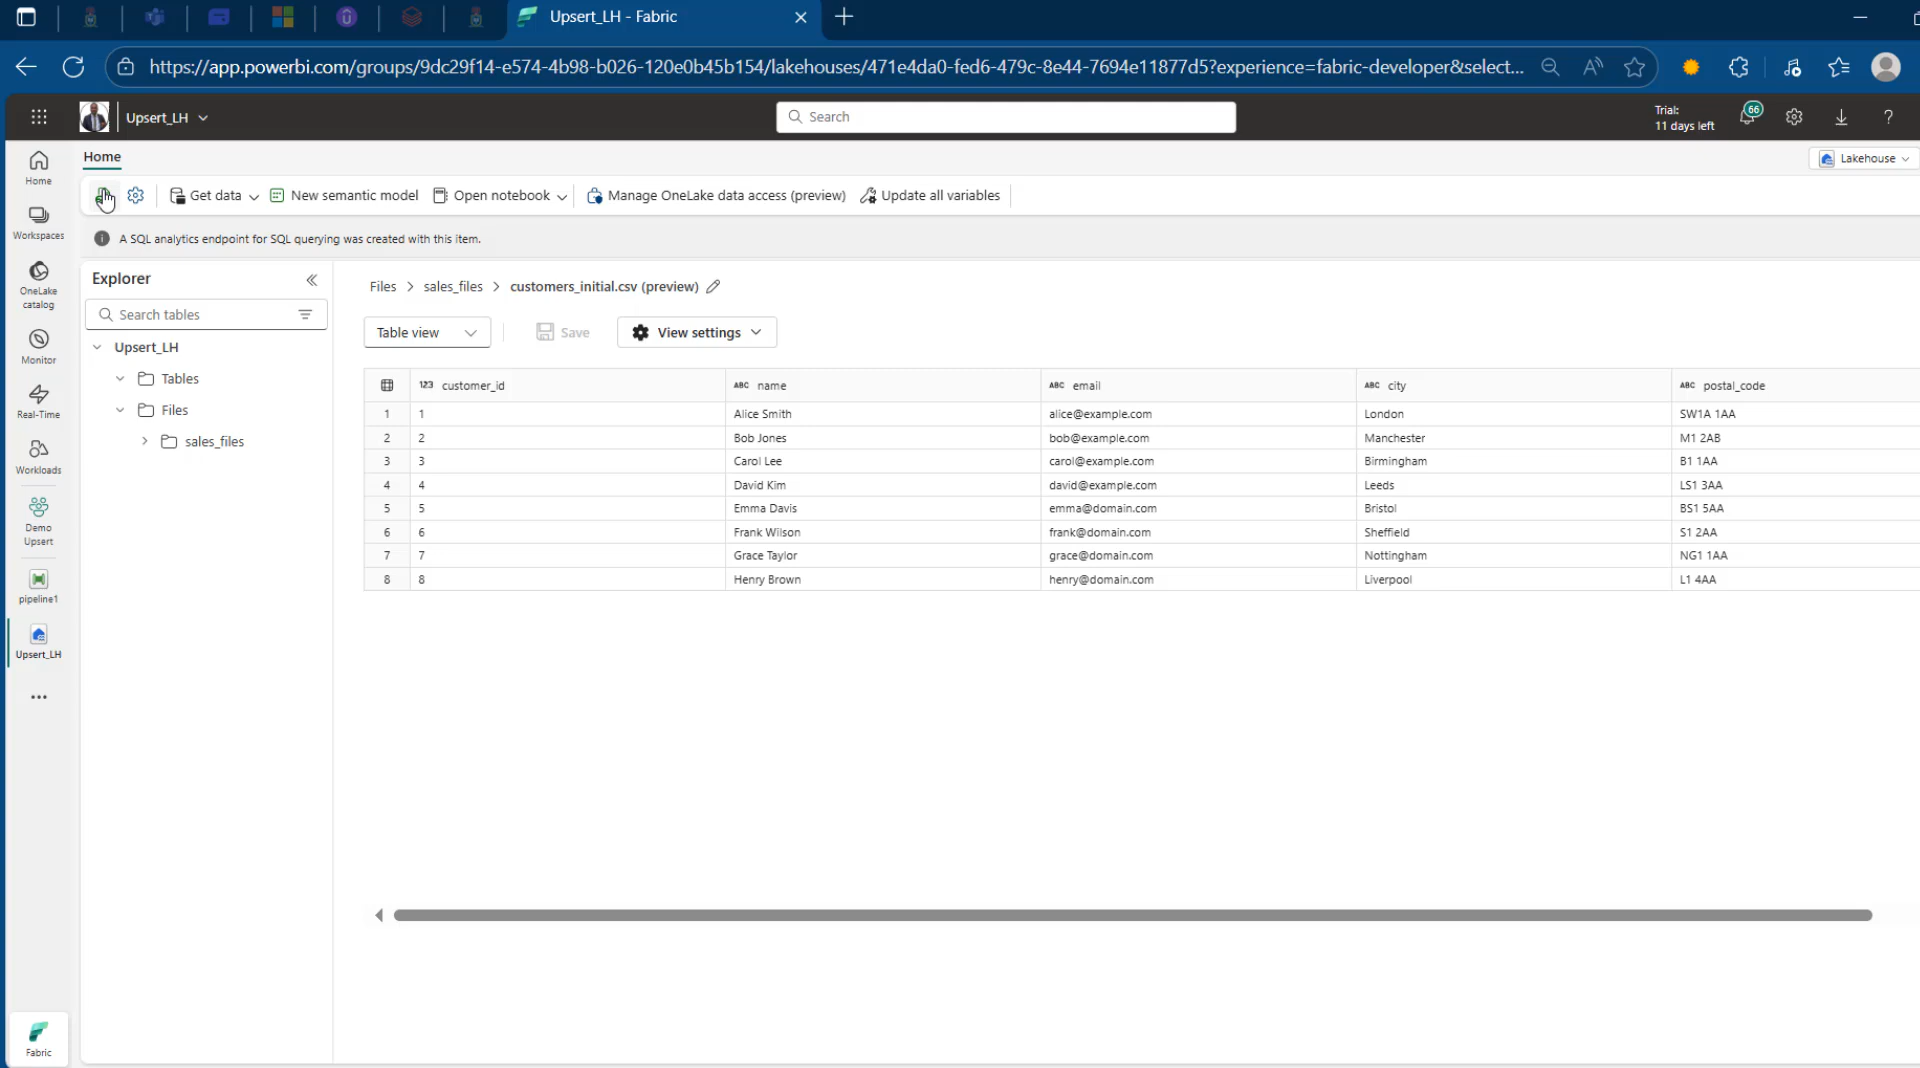 Upsert_LH - Fabric
https://app.powerbi.com/groups/9dc29f14-e574-4b98-b026-120e0b45b154/lakehouses/471e4da0-fed6-479c-8e44-7694e11877d5?experience=fabric-developer&select...
Upsert_LH
Search
Trial:
11 days left
66
?
Home
Lakehouse
Get data
New semantic model
Open notebook
Manage OneLake data access (preview)
Update all variables
A SQL analytics endpoint for SQL querying was created with this item.
Home
Workspaces
OneLake
catalog
Monitor
Real-Time
Workloads
Demo
Upsert
pipeline1
Upsert_LH
Fabric
Explorer
Search tables
Upsert_LH
Tables
Files
sales_files
Files > sales_files > customers_initial.csv (preview)
Table view
Save
View settings
123 customer_id ABC name ABC email ABC city ABC postal_code
1 1 Alice Smith alice@example.com London SW1A 1AA
2 2 Bob Jones bob@example.com Manchester M1 2AB
3 3 Carol Lee carol@example.com Birmingham B1 1AA
4 4 David Kim david@example.com Leeds LS1 3AA
5 5 Emma Davis emma@domain.com Bristol BS1 5AA
6 6 Frank Wilson frank@domain.com Sheffield S1 2AA
7 7 Grace Taylor grace@domain.com Nottingham NG1 1AA
8 8 Henry Brown henry@domain.com Liverpool L1 4AA